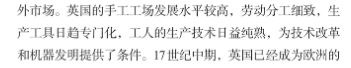 外市场。英国的手工工场发展水平较高，劳动分工细致，生
产工具日趋专门化，工人的生产技术日益纯熟，为技术改革
和机器发明提供了条件。17世纪中期，英国已经成为欧洲的